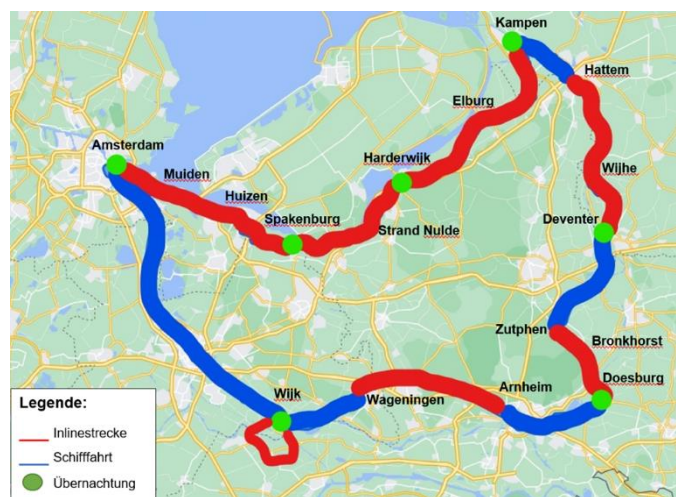 Kampen
Hattem
Elburg
Amsterdam
Harderwijk
Muiden
Wijhe
Huizen
Spakenburg
Deventer
Strand Nulde
Zutphen
Bronkhorst
Doesburg
Wijk
Wageningen
Arnheim
Legende:
Inlinestrecke
Schifffahrt
Übernachtung